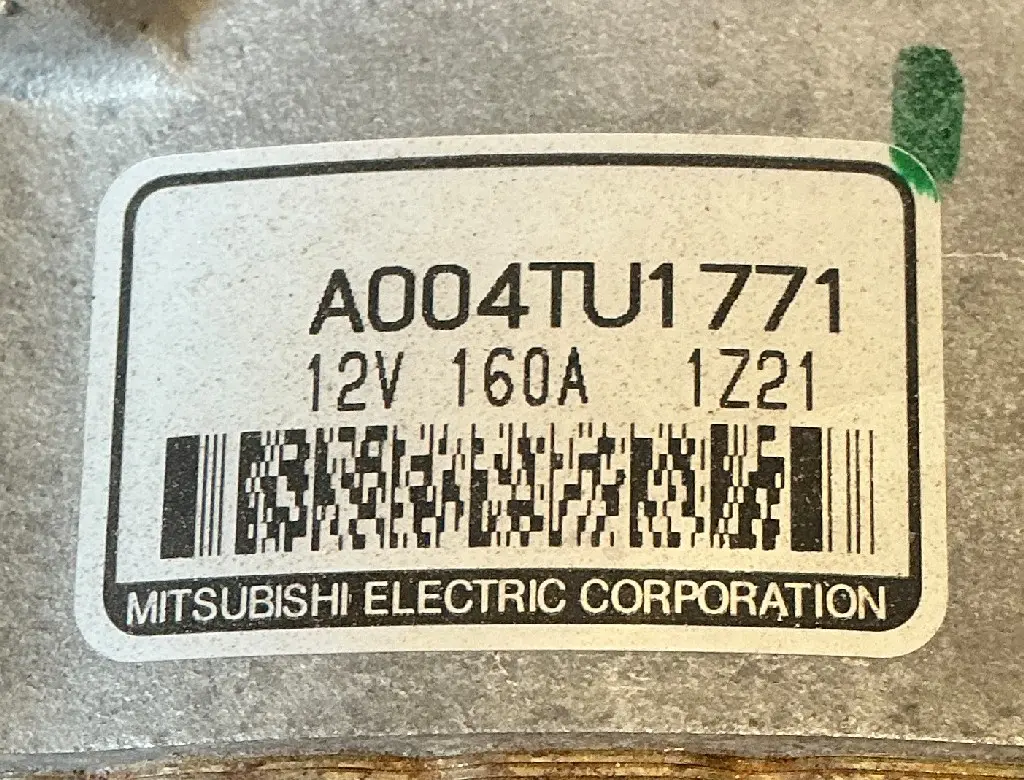 A004TU1771
12V 160A 1Z21
MITSUBISHI ELECTRIC CORPORATION